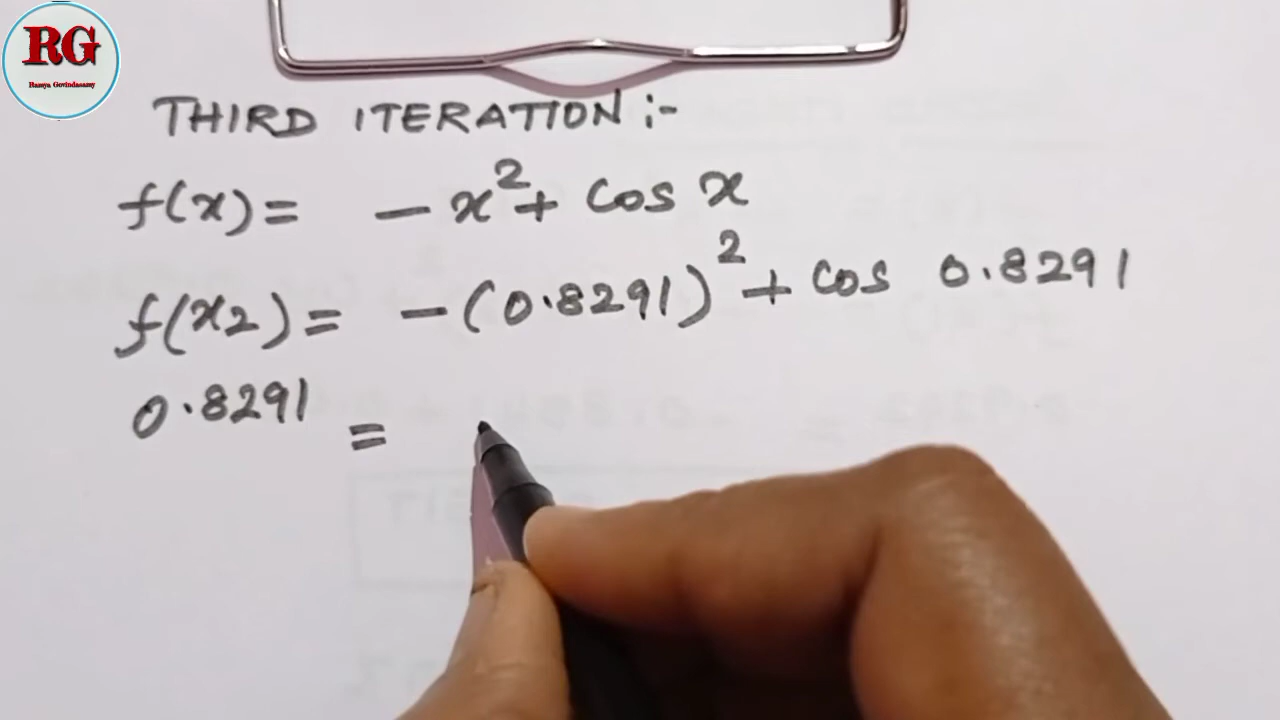 RG
Ramya Govindasamy
THIRD ITERATION :-
f(x) = - x² + cos x
f(x₂) = - (0.8291)² + cos 0.8291
0.8291 =